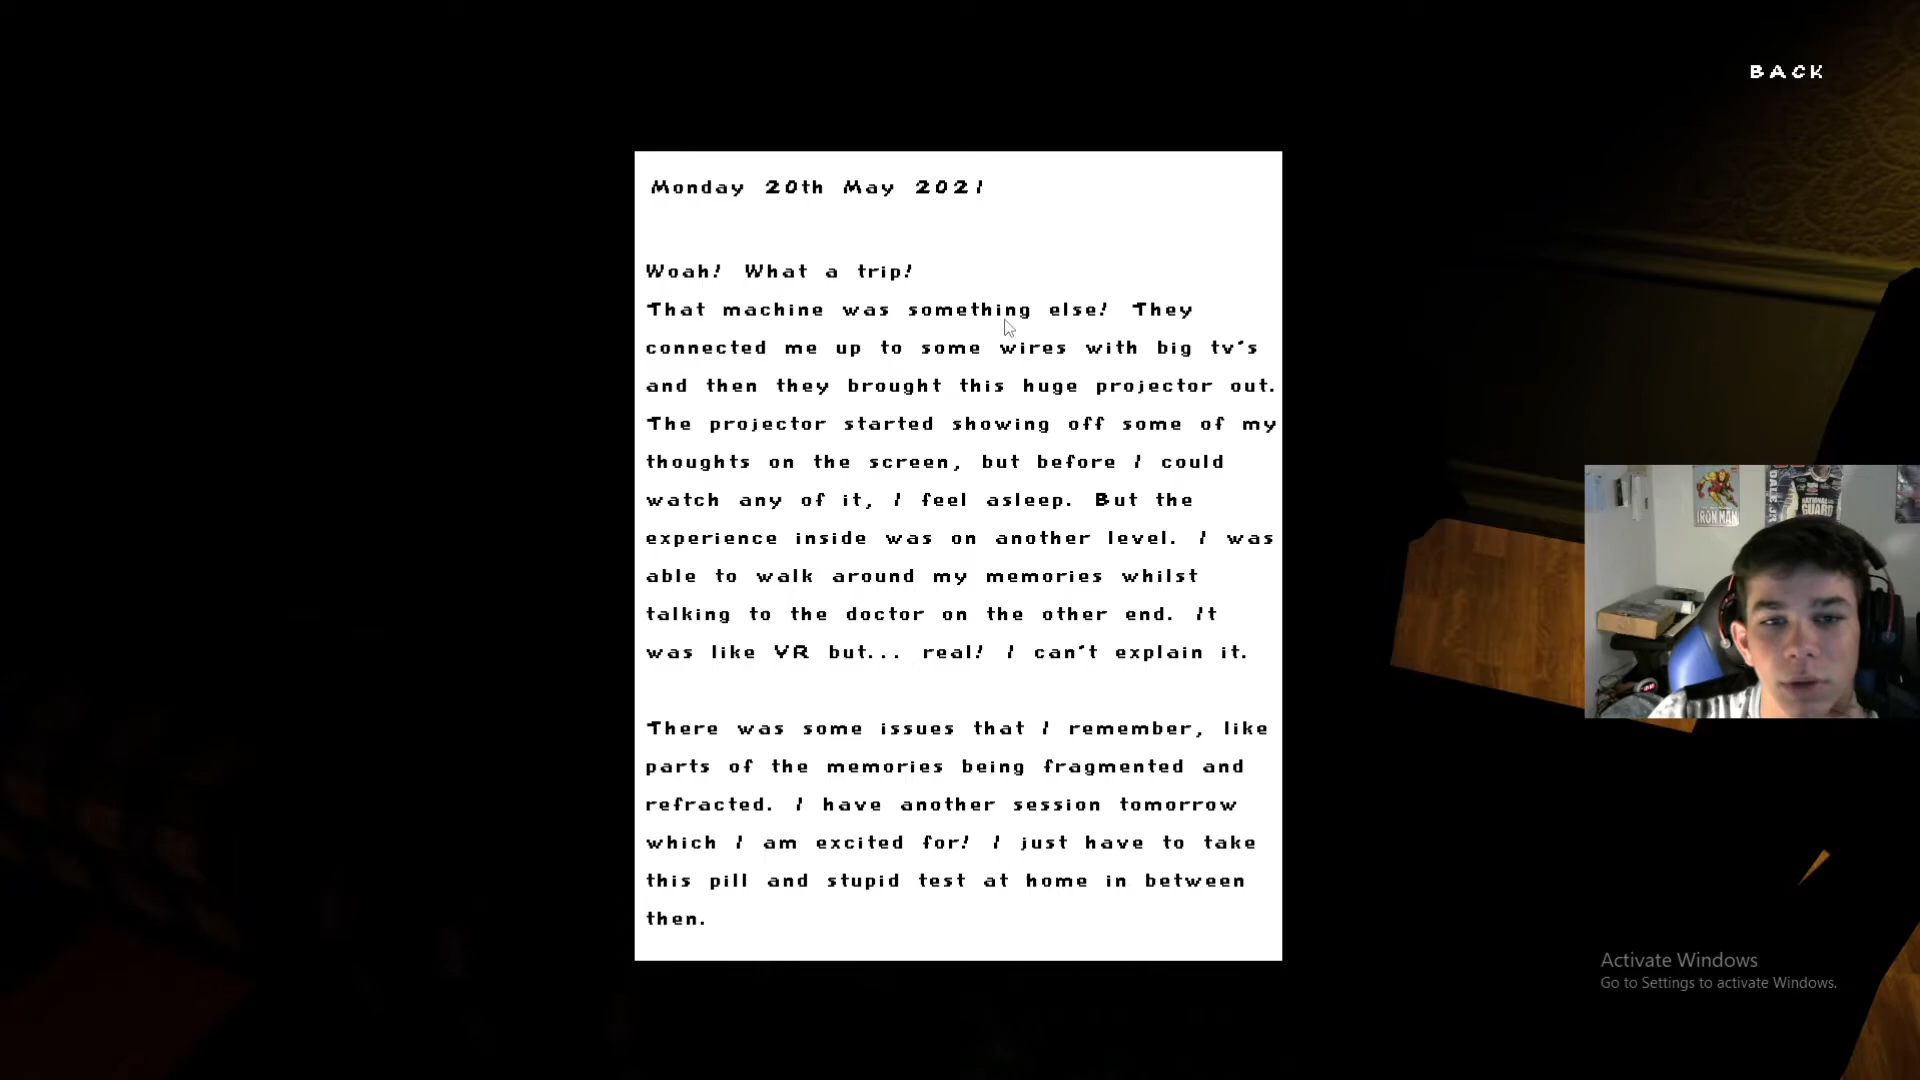 BACK
Monday 20th May 2021
Woah! What a trip!
That machine was something else! They
connected me up to some wires with big tv's
and then they brought this huge projector out.
The projector started showing off some of my
thoughts on the screen, but before I could
watch any of it, I feel asleep. But the
experience inside was on another level. I was
able to walk around my memories whilst
talking to the doctor on the other end. It
was like VR but... real! I can't explain it.
There was some issues that I remember, like
parts of the memories being fragmented and
refracted. I have another session tomorrow
which I am excited for! I just have to take
this pill and stupid test at home in between
then.
IRON MAN
DALE JR
NATIONAL
GUARD
Activate Windows
Go to Settings to activate Windows.